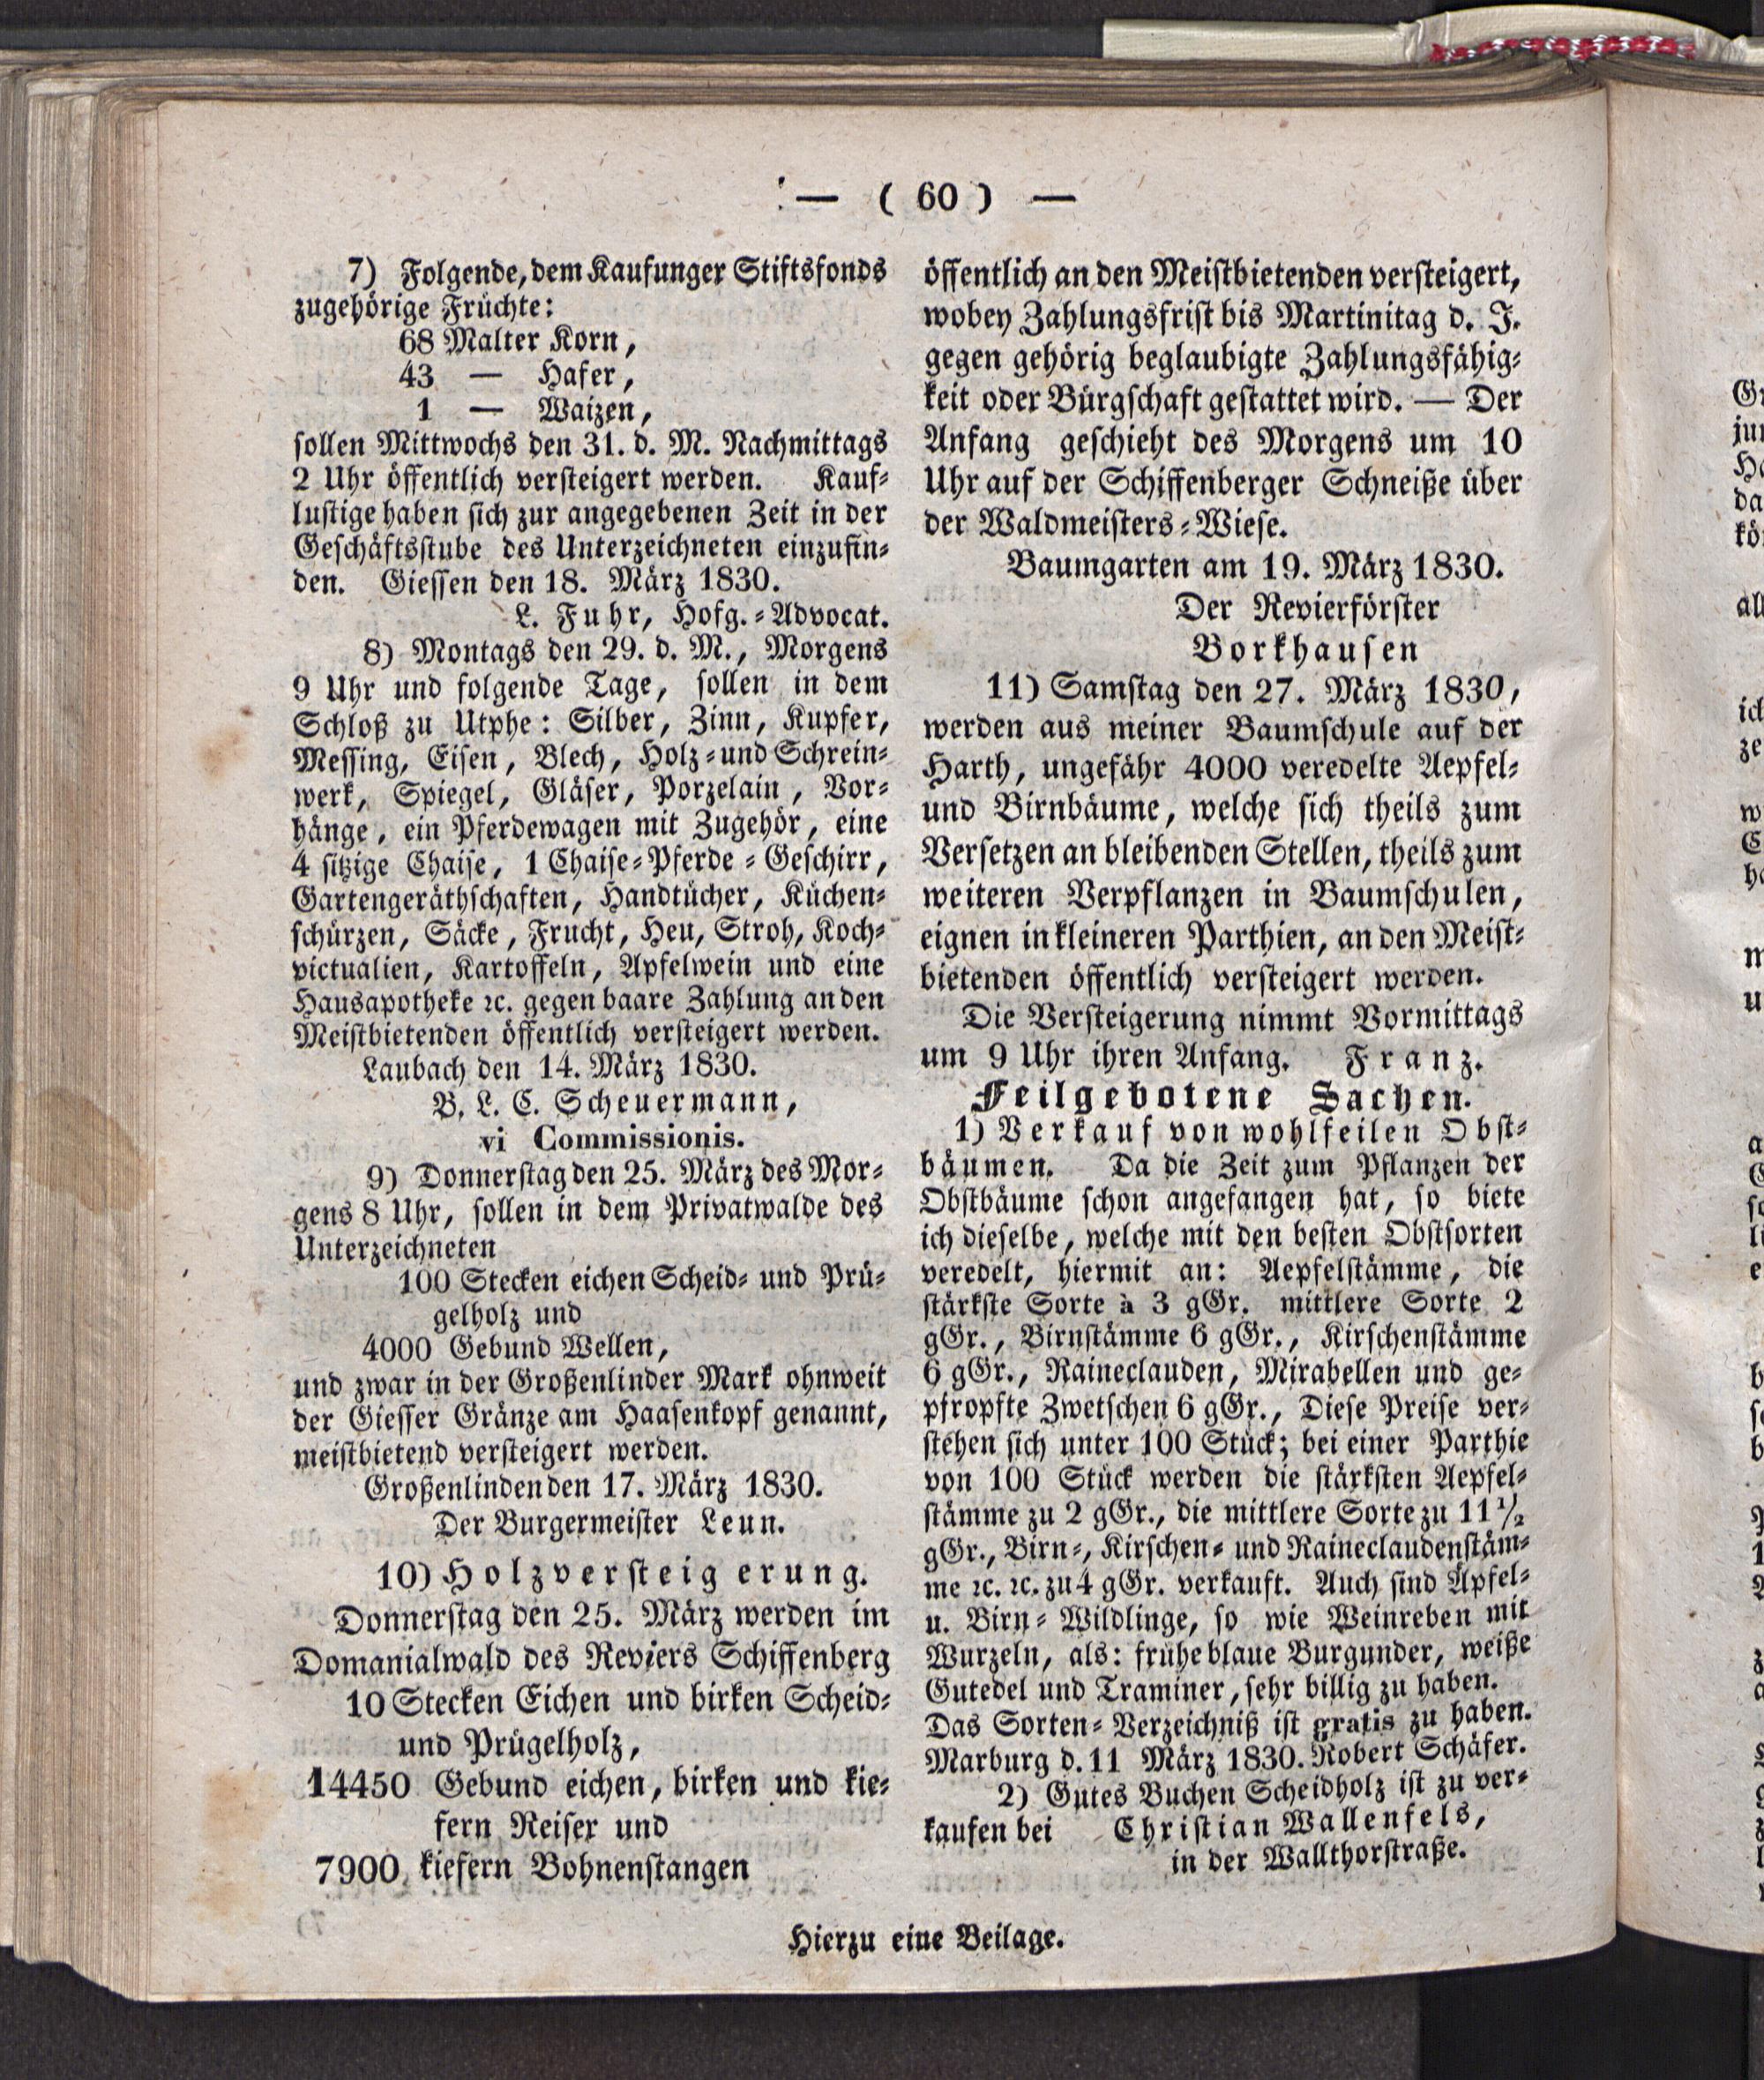 — ( 60 ) —
7) Folgende, dem Kaufunger Stiftsfonds
zugehörige Früchte:
68 Malter Korn,
43 — Hafer,
1 — Waizen,
sollen Mittwochs den 31. d. M. Nachmittags
2 Uhr öffentlich versteigert werden. Kauf-
lustige haben sich zur angegebenen Zeit in der
Geschäftsstube des Unterzeichneten einzufin-
den. Giessen den 18. März 1830.
L. Fuhr, Hofg.-Advocat.
8) Montags den 29. d. M., Morgens
9 Uhr und folgende Tage, sollen in dem
Schloß zu Utphe: Silber, Zinn, Kupfer,
Messing, Eisen, Blech, Holz- und Schrein-
werk, Spiegel, Gläser, Porzelain, Vor-
hänge, ein Pferdewagen mit Zugehör, eine
4 sitzige Chaise, 1 Chaise-Pferde-Geschirr,
Gartengeräthschaften, Handtücher, Küchen-
schürzen, Säcke, Frucht, Heu, Stroh, Koch-
victualien, Kartoffeln, Apfelwein und eine
Hausapotheke ꝛc. gegen baare Zahlung an den
Meistbietenden öffentlich versteigert werden.
Laubach den 14. März 1830.
B. L. C. Scheuermann,
vi Commissionis.
9) Donnerstag den 25. März des Mor-
gens 8 Uhr, sollen in dem Privatwalde des
Unterzeichneten
100 Stecken eichen Scheid- und Prü-
gelholz und
4000 Gebund Wellen,
und zwar in der Großenlinder Mark ohnweit
der Giesser Gränze am Haasenkopf genannt,
meistbietend versteigert werden.
Großenlinden den 17. März 1830.
Der Burgermeister Leun.
10) Holzversteigerung.
Donnerstag den 25. März werden im
Domanialwald des Reviers Schiffenberg
10 Stecken Eichen und birken Scheid-
und Prügelholz,
14450 Gebund eichen, birken und kie-
fern Reiser und
7900 kiefern Bohnenstangen
öffentlich an den Meistbietenden versteigert,
wobey Zahlungsfrist bis Martinitag d. J.
gegen gehörig beglaubigte Zahlungsfähig-
keit oder Bürgschaft gestattet wird. — Der
Anfang geschieht des Morgens um 10
Uhr auf der Schiffenberger Schneiße über
der Waldmeisters-Wiese.
Baumgarten am 19. März 1830.
Der Revierförster
Borkhausen
11) Samstag den 27. März 1830,
werden aus meiner Baumschule auf der
Harth, ungefähr 4000 veredelte Aepfel-
und Birnbäume, welche sich theils zum
Versetzen an bleibenden Stellen, theils zum
weiteren Verpflanzen in Baumschulen,
eignen in kleineren Parthien, an den Meist-
bietenden öffentlich versteigert werden.
Die Versteigerung nimmt Vormittags
um 9 Uhr ihren Anfang. Franz.
Feilgebotene Sachen.
1) Verkauf von wohlfeilen Obst-
bäumen. Da die Zeit zum Pflanzen der
Obstbäume schon angefangen hat, so biete
ich dieselbe, welche mit den besten Obstsorten
veredelt, hiermit an: Aepfelstämme, die
stärkste Sorte à 3 gGr. mittlere Sorte 2
gGr., Birnstämme 6 gGr., Kirschenstämme
6 gGr., Raineclauden, Mirabellen und ge-
pfropfte Zwetschen 6 gGr., Diese Preise ver-
stehen sich unter 100 Stück; bei einer Parthie
von 100 Stück werden die stärksten Aepfel-
stämme zu 2 gGr., die mittlere Sorte zu 11½
gGr., Birn-, Kirschen- und Raineclaudenstäm-
me ꝛc. ꝛc. zu 4 gGr. verkauft. Auch sind Apfel-
u. Birn-Wildlinge, so wie Weinreben mit
Wurzeln, als: frühe blaue Burgunder, weiße
Gutedel und Traminer, sehr billig zu haben.
Das Sorten-Verzeichniß ist gratis zu haben.
Marburg d. 11 März 1830. Robert Schäfer.
2) Gutes Buchen Scheidholz ist zu ver-
kaufen bei Christian Wallenfels,
in der Wallthorstraße.
Hierzu eine Beilage.